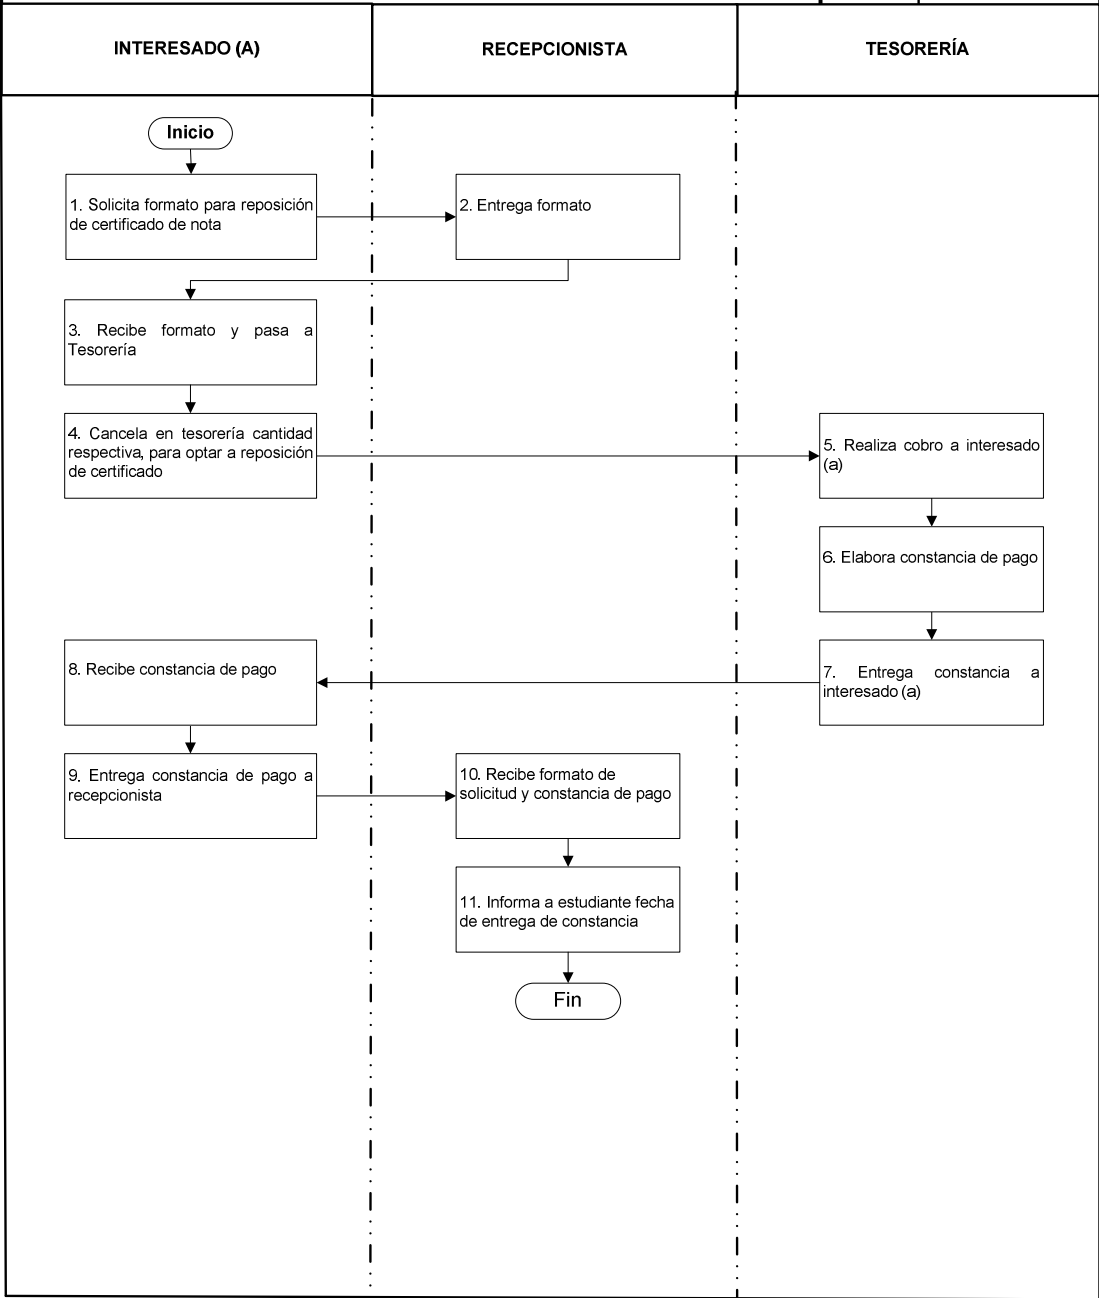 INTERESADO (A)
RECEPCIONISTA
TESORERÍA
Inicio
1. Solicita formato para reposición
de certificado de nota
2. Entrega formato
3. Recibe formato y pasa a
Tesorería
4. Cancela en tesorería cantidad
respectiva, para optar a reposición
de certificado
5. Realiza cobro a interesado
(a)
6. Elabora constancia de pago
7. Entrega constancia a
interesado (a)
8. Recibe constancia de pago
9. Entrega constancia de pago a
recepcionista
10. Recibe formato de
solicitud y constancia de pago
11. Informa a estudiante fecha
de entrega de constancia
Fin